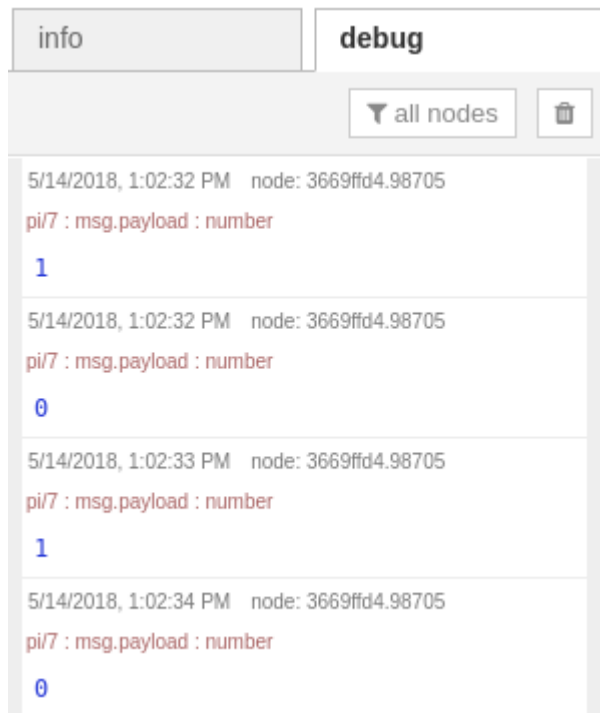 info debug
all nodes
5/14/2018, 1:02:32 PM node: 3669ffd4.98705
pi/7 : msg.payload : number
1
5/14/2018, 1:02:32 PM node: 3669ffd4.98705
pi/7 : msg.payload : number
0
5/14/2018, 1:02:33 PM node: 3669ffd4.98705
pi/7 : msg.payload : number
1
5/14/2018, 1:02:34 PM node: 3669ffd4.98705
pi/7 : msg.payload : number
0